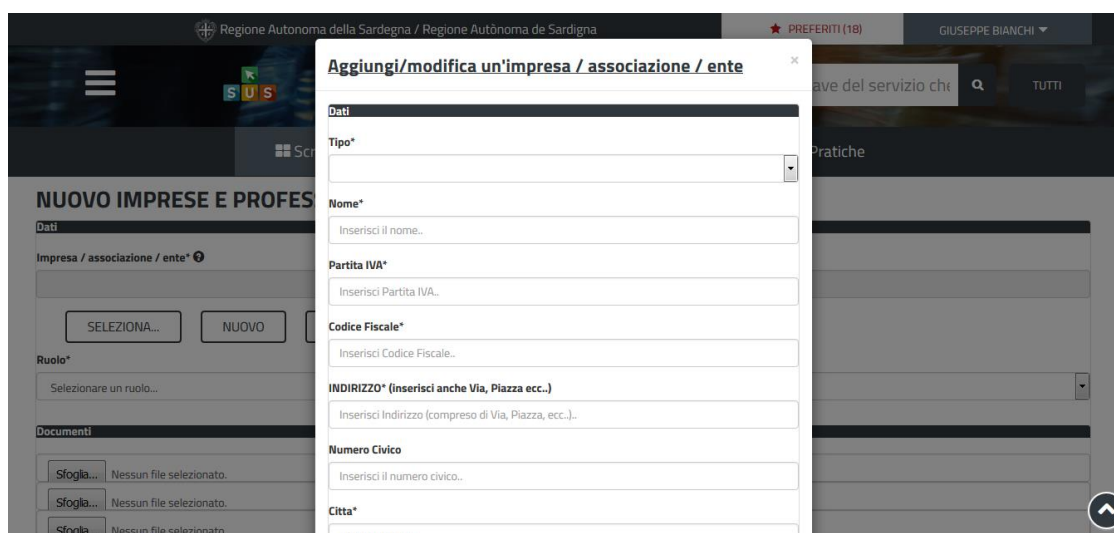 Regione Autonoma della Sardegna / Regione Autònoma de Sardigna
PREFERITI (18)
GIUSEPPE BIANCHI
SUS
ave del servizio che
TUTTI
Scr
Pratiche
NUOVO IMPRESE E PROFES
Dati
Impresa / associazione / ente*
SELEZIONA...
NUOVO
Ruolo*
Selezionare un ruolo...
Documenti
Sfoglia... Nessun file selezionato.
Sfoglia... Nessun file selezionato.
Sfoglia... Nessun file selezionato.
Aggiungi/modifica un'impresa / associazione / ente
×
Dati
Tipo*
Nome*
Inserisci il nome..
Partita IVA*
Inserisci Partita IVA..
Codice Fiscale*
Inserisci Codice Fiscale..
INDIRIZZO* (inserisci anche Via, Piazza ecc..)
Inserisci Indirizzo (compreso di Via, Piazza, ecc..)..
Numero Civico
Inserisci il numero civico..
Citta*